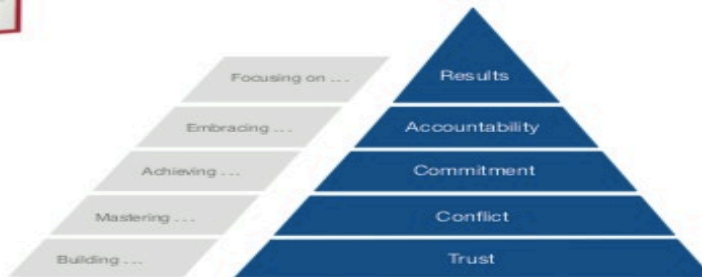 Focusing on ... Results
Embracing ... Accountability
Achieving ... Commitment
Mastering ... Conflict
Building ... Trust